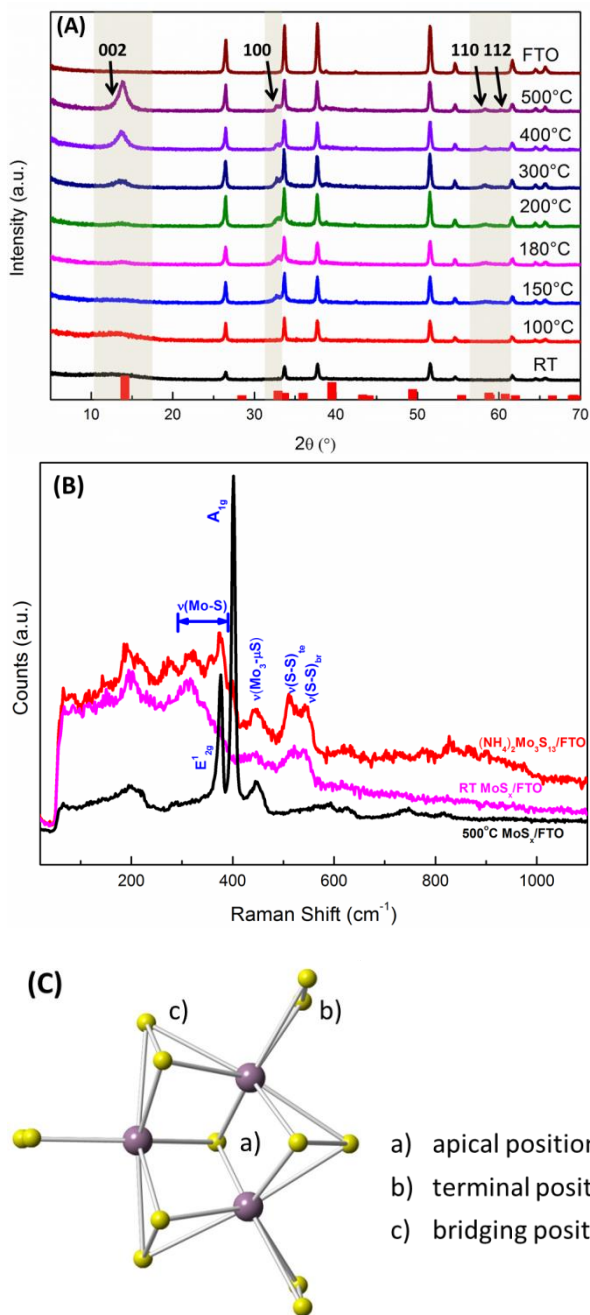 (A)
002
100
110 112
FTO
500°C
400°C
300°C
200°C
180°C
150°C
100°C
RT
Intensity (a.u.)
10 20 30 40 50 60 70
2θ (°)
(B)
A1g
ν(Mo-S)
E¹2g
ν(Mo3-μS)
ν(S-S)te
ν(S-S)br
(NH4)2Mo3S13/FTO
RT MoSx/FTO
500°C MoSx/FTO
Counts (a.u.)
200 400 600 800 1000
Raman Shift (cm⁻¹)
(C)
c)
b)
a)
a) apical position
b) terminal posit
c) bridging posit